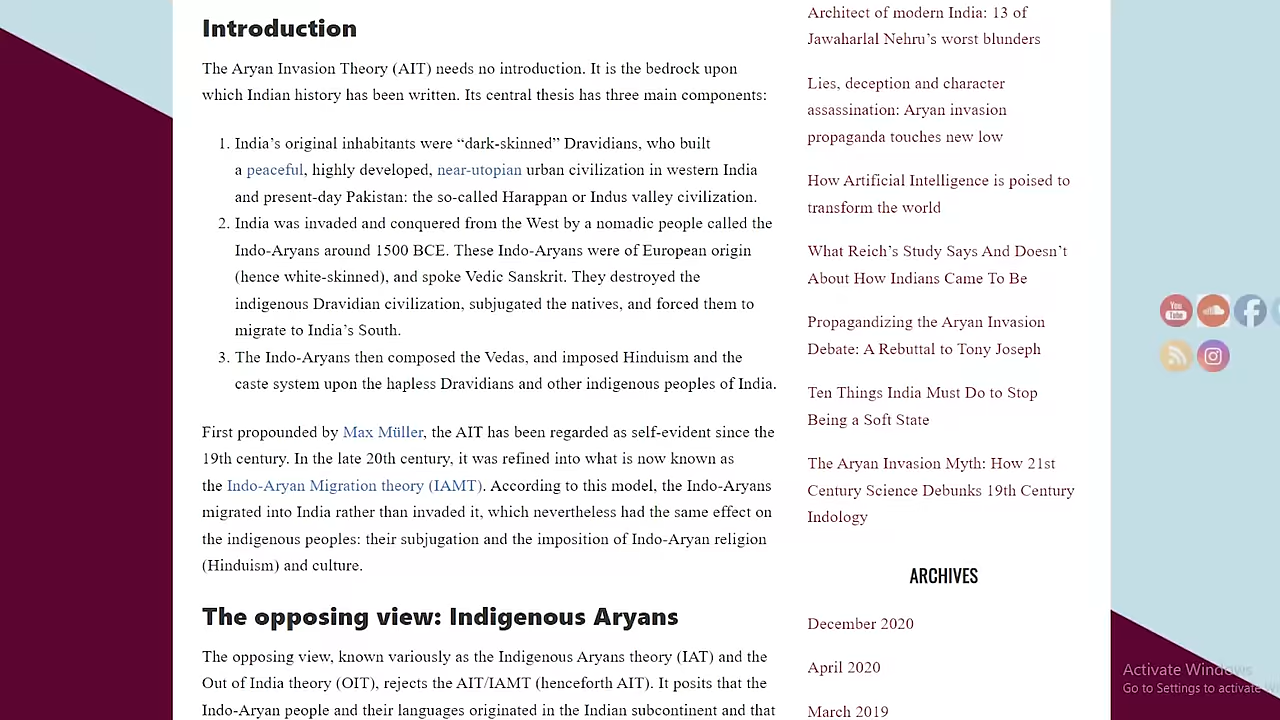 Introduction
The Aryan Invasion Theory (AIT) needs no introduction. It is the bedrock upon
which Indian history has been written. Its central thesis has three main components:
1. India's original inhabitants were “dark-skinned” Dravidians, who built
a peaceful, highly developed, near-utopian urban civilization in western India
and present-day Pakistan: the so-called Harappan or Indus valley civilization.
2. India was invaded and conquered from the West by a nomadic people called the
Indo-Aryans around 1500 BCE. These Indo-Aryans were of European origin
(hence white-skinned), and spoke Vedic Sanskrit. They destroyed the
indigenous Dravidian civilization, subjugated the natives, and forced them to
migrate to India's South.
3. The Indo-Aryans then composed the Vedas, and imposed Hinduism and the
caste system upon the hapless Dravidians and other indigenous peoples of India.
First propounded by Max Müller, the AIT has been regarded as self-evident since the
19th century. In the late 20th century, it was refined into what is now known as
the Indo-Aryan Migration theory (IAMT). According to this model, the Indo-Aryans
migrated into India rather than invaded it, which nevertheless had the same effect on
the indigenous peoples: their subjugation and the imposition of Indo-Aryan religion
(Hinduism) and culture.
The opposing view: Indigenous Aryans
The opposing view, known variously as the Indigenous Aryans theory (IAT) and the
Out of India theory (OIT), rejects the AIT/IAMT (henceforth AIT). It posits that the
Indo-Aryan people and their languages originated in the Indian subcontinent and that
Architect of modern India: 13 of
Jawaharlal Nehru's worst blunders
Lies, deception and character
assassination: Aryan invasion
propaganda touches new low
How Artificial Intelligence is poised to
transform the world
What Reich's Study Says And Doesn't
About How Indians Came To Be
Propagandizing the Aryan Invasion
Debate: A Rebuttal to Tony Joseph
Ten Things India Must Do to Stop
Being a Soft State
The Aryan Invasion Myth: How 21st
Century Science Debunks 19th Century
Indology
ARCHIVES
December 2020
April 2020
March 2019
You
Tube
Activate Windows
Go to Settings to activate